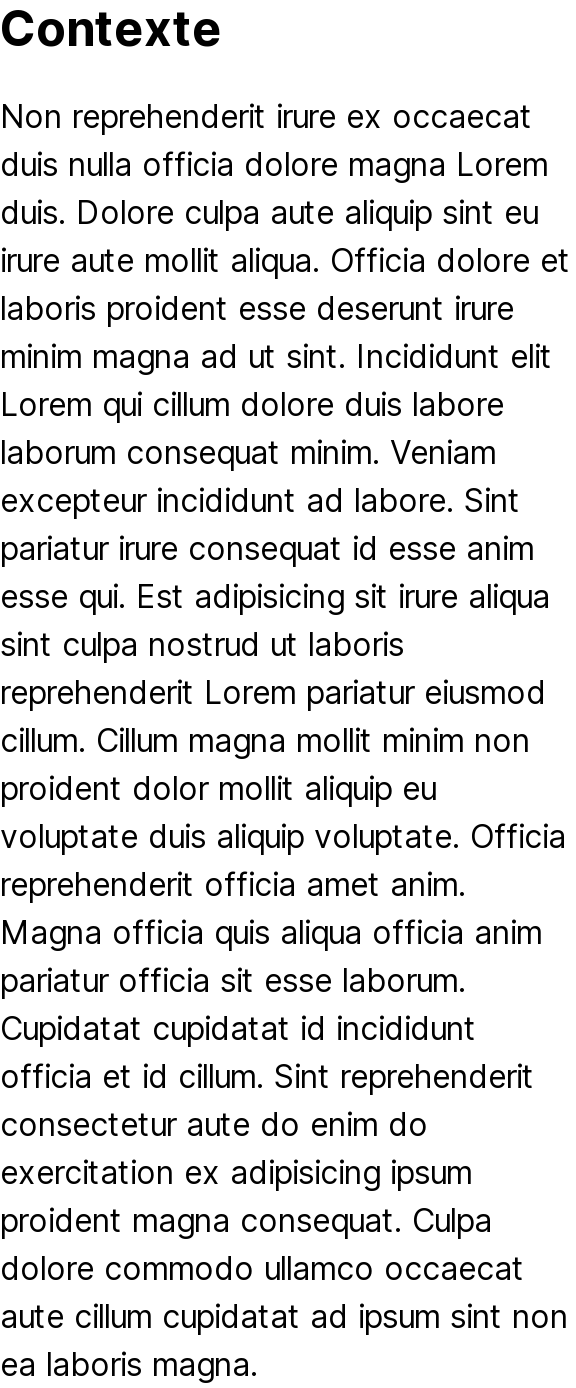 Contexte
Non reprehenderit irure ex occaecat
duis nulla officia dolore magna Lorem
duis. Dolore culpa aute aliquip sint eu
irure aute mollit aliqua. Officia dolore et
laboris proident esse deserunt irure
minim magna ad ut sint. Incididunt elit
Lorem qui cillum dolore duis labore
laborum consequat minim. Veniam
excepteur incididunt ad labore. Sint
pariatur irure consequat id esse anim
esse qui. Est adipisicing sit irure aliqua
sint culpa nostrud ut laboris
reprehenderit Lorem pariatur eiusmod
cillum. Cillum magna mollit minim non
proident dolor mollit aliquip eu
voluptate duis aliquip voluptate. Officia
reprehenderit officia amet anim.
Magna officia quis aliqua officia anim
pariatur officia sit esse laborum.
Cupidatat cupidatat id incididunt
officia et id cillum. Sint reprehenderit
consectetur aute do enim do
exercitation ex adipisicing ipsum
proident magna consequat. Culpa
dolore commodo ullamco occaecat
aute cillum cupidatat ad ipsum sint non
ea laboris magna.